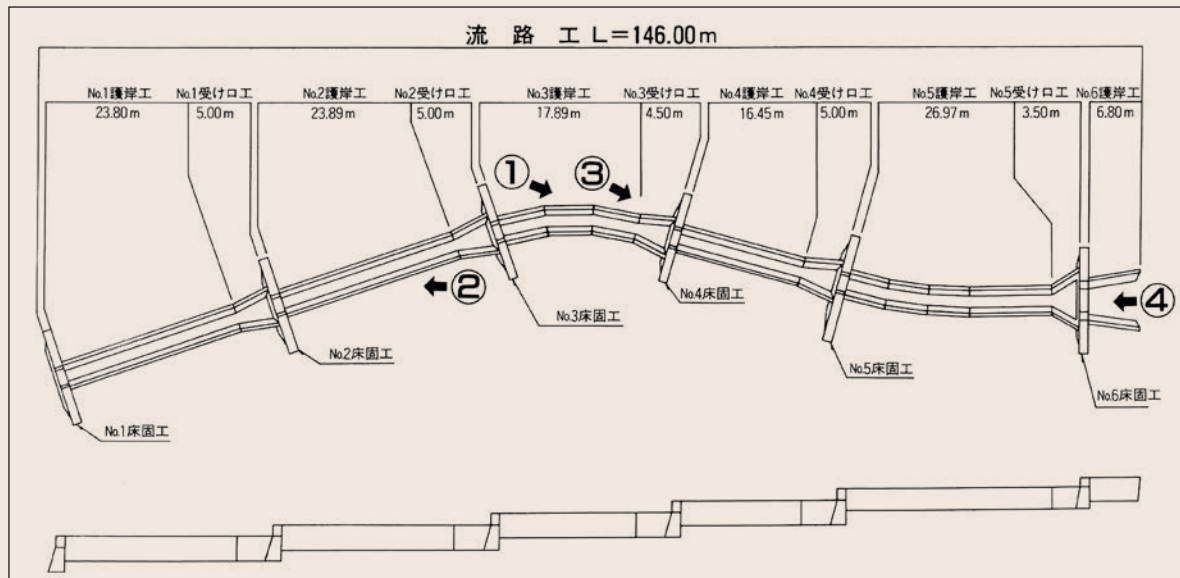 流路工 L=146.00m
No.1護岸工 No.1受け口工 No.2護岸工 No.2受け口工 No.3護岸工 No.3受け口工 No.4護岸工 No.4受け口工 No.5護岸工 No.5受け口工 No.6護岸工
23.80m 5.00m 23.89m 5.00m 17.89m 4.50m 16.45m 5.00m 26.97m 3.50m 6.80m
① ③
② ④
No.4床固工
No.3床固工
No.2床固工
No.5床固工
No.6床固工
No.1床固工